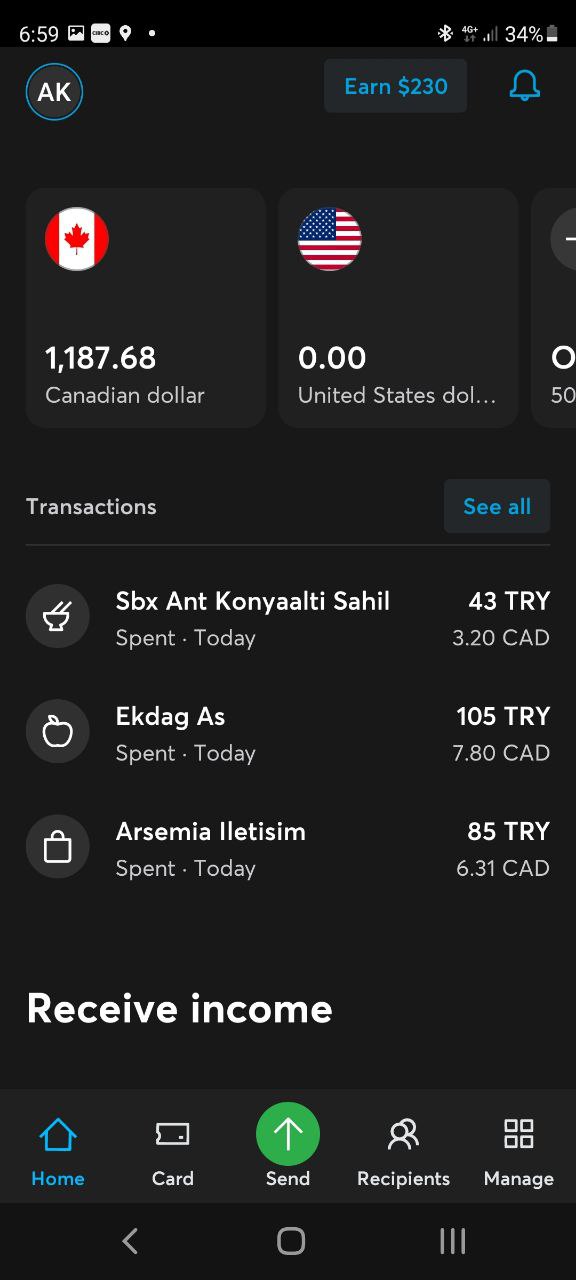 6:59
CIBC
4G+
34%
AK
Earn $230
1,187.68
Canadian dollar
0.00
United States dol...
50
Transactions
See all
Sbx Ant Konyaalti Sahil
43 TRY
Spent · Today
3.20 CAD
Ekdag As
105 TRY
Spent · Today
7.80 CAD
Arsemia Iletisim
85 TRY
Spent · Today
6.31 CAD
Receive income
Home
Card
Send
Recipients
Manage